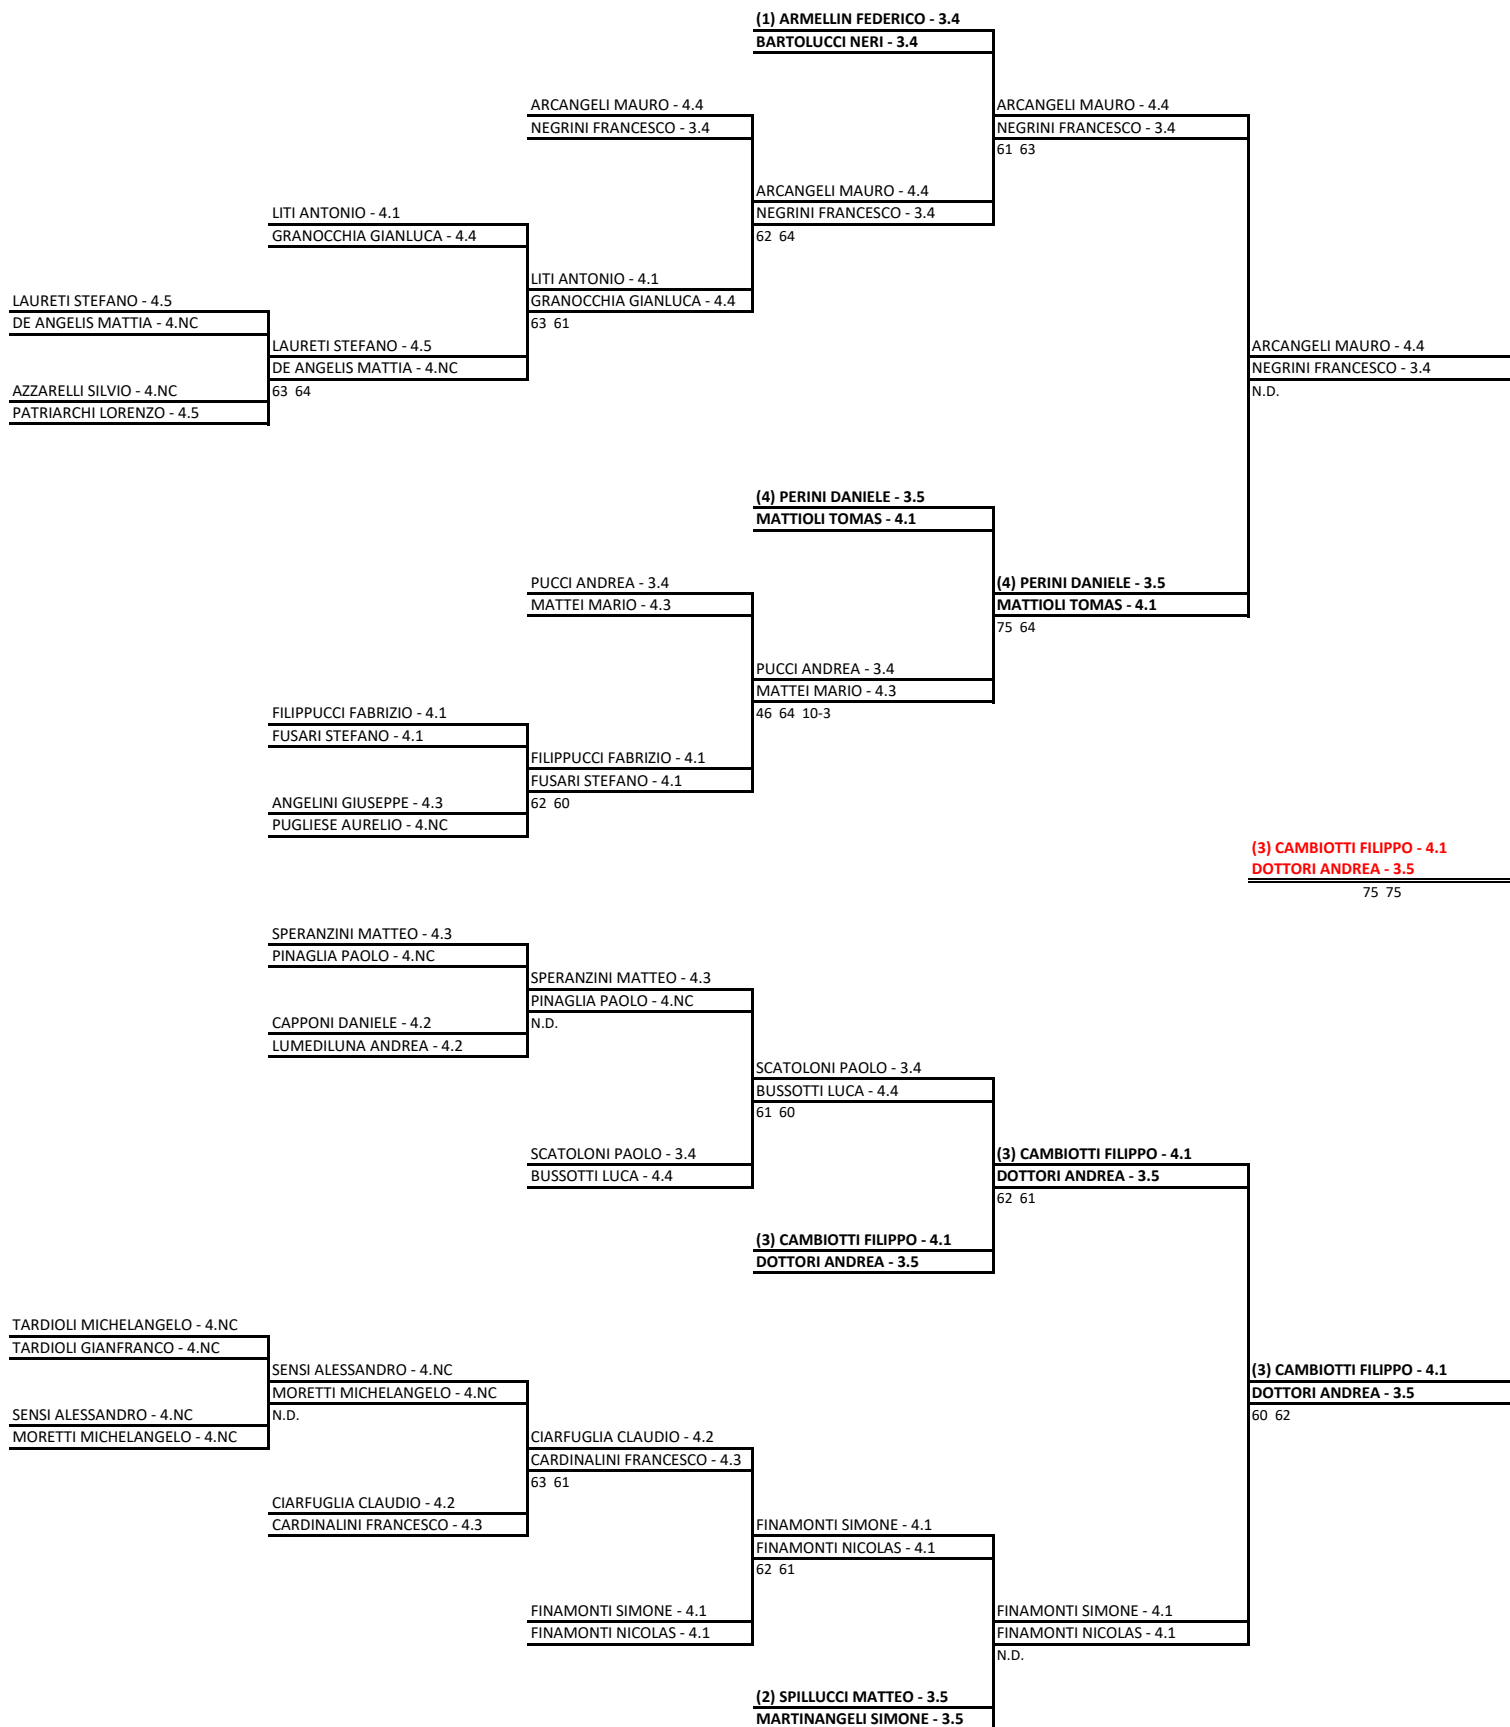 (1) ARMELLIN FEDERICO - 3.4
BARTOLUCCI NERI - 3.4
ARCANGELI MAURO - 4.4
NEGRINI FRANCESCO - 3.4
ARCANGELI MAURO - 4.4
NEGRINI FRANCESCO - 3.4
61 63
ARCANGELI MAURO - 4.4
NEGRINI FRANCESCO - 3.4
62 64
LITI ANTONIO - 4.1
GRANOCCHIA GIANLUCA - 4.4
LITI ANTONIO - 4.1
GRANOCCHIA GIANLUCA - 4.4
63 61
LAURETI STEFANO - 4.5
DE ANGELIS MATTIA - 4.NC
LAURETI STEFANO - 4.5
DE ANGELIS MATTIA - 4.NC
63 64
ARCANGELI MAURO - 4.4
NEGRINI FRANCESCO - 3.4
N.D.
AZZARELLI SILVIO - 4.NC
PATRIARCHI LORENZO - 4.5
(4) PERINI DANIELE - 3.5
MATTIOLI TOMAS - 4.1
PUCCI ANDREA - 3.4
MATTEI MARIO - 4.3
(4) PERINI DANIELE - 3.5
MATTIOLI TOMAS - 4.1
75 64
PUCCI ANDREA - 3.4
MATTEI MARIO - 4.3
46 64 10-3
FILIPPUCCI FABRIZIO - 4.1
FUSARI STEFANO - 4.1
FILIPPUCCI FABRIZIO - 4.1
FUSARI STEFANO - 4.1
62 60
ANGELINI GIUSEPPE - 4.3
PUGLIESE AURELIO - 4.NC
(3) CAMBIOTTI FILIPPO - 4.1
DOTTORI ANDREA - 3.5
75 75
SPERANZINI MATTEO - 4.3
PINAGLIA PAOLO - 4.NC
SPERANZINI MATTEO - 4.3
PINAGLIA PAOLO - 4.NC
N.D.
CAPPONI DANIELE - 4.2
LUMEDILUNA ANDREA - 4.2
SCATOLONI PAOLO - 3.4
BUSSOTTI LUCA - 4.4
61 60
SCATOLONI PAOLO - 3.4
BUSSOTTI LUCA - 4.4
(3) CAMBIOTTI FILIPPO - 4.1
DOTTORI ANDREA - 3.5
62 61
(3) CAMBIOTTI FILIPPO - 4.1
DOTTORI ANDREA - 3.5
TARDIOLI MICHELANGELO - 4.NC
TARDIOLI GIANFRANCO - 4.NC
SENSI ALESSANDRO - 4.NC
MORETTI MICHELANGELO - 4.NC
N.D.
(3) CAMBIOTTI FILIPPO - 4.1
DOTTORI ANDREA - 3.5
60 62
SENSI ALESSANDRO - 4.NC
MORETTI MICHELANGELO - 4.NC
CIARFUGLIA CLAUDIO - 4.2
CARDINALINI FRANCESCO - 4.3
63 61
CIARFUGLIA CLAUDIO - 4.2
CARDINALINI FRANCESCO - 4.3
FINAMONTI SIMONE - 4.1
FINAMONTI NICOLAS - 4.1
62 61
FINAMONTI SIMONE - 4.1
FINAMONTI NICOLAS - 4.1
FINAMONTI SIMONE - 4.1
FINAMONTI NICOLAS - 4.1
N.D.
(2) SPILLUCCI MATTEO - 3.5
MARTINANGELI SIMONE - 3.5